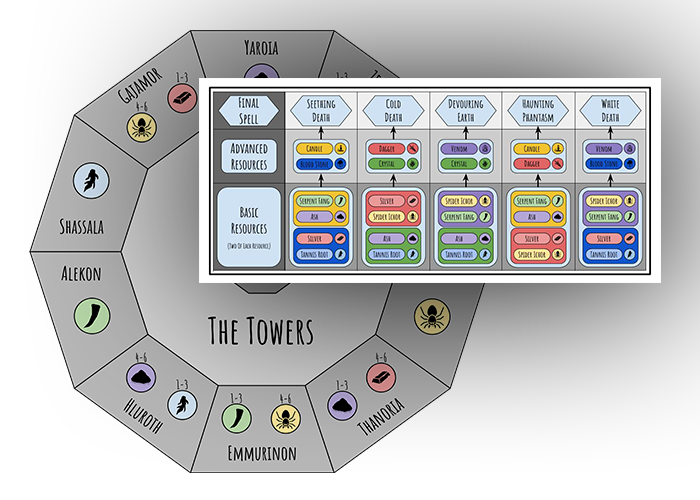 YAROIA
GAJAMOR
1-3
4-6
1-3
SHASSALA
ALEKON
THE TOWERS
4-6
1-3
HLUROTH
1-3
4-6
EMMURINON
1-3
4-6
THANORIA
FINAL SPELL
SEETHING DEATH
COLD DEATH
DEVOURING EARTH
HAUNTING PHANTASM
WHITE DEATH
ADVANCED RESOURCES
CANDLE
DAGGER
VENOM
CANDLE
VENOM
BLOOD STONE
CRYSTAL
CRYSTAL
DAGGER
BLOOD STONE
BASIC RESOURCES
(TWO OF EACH RESOURCE)
SERPENT FANG
SILVER
SPIDER ICHOR
SERPENT FANG
SPIDER ICHOR
ASH
SPIDER ICHOR
SERPENT FANG
ASH
SERPENT FANG
SILVER
ASH
ASH
SILVER
SILVER
TANNIS ROOT
TANNIS ROOT
TANNIS ROOT
SPIDER ICHOR
TANNIS ROOT